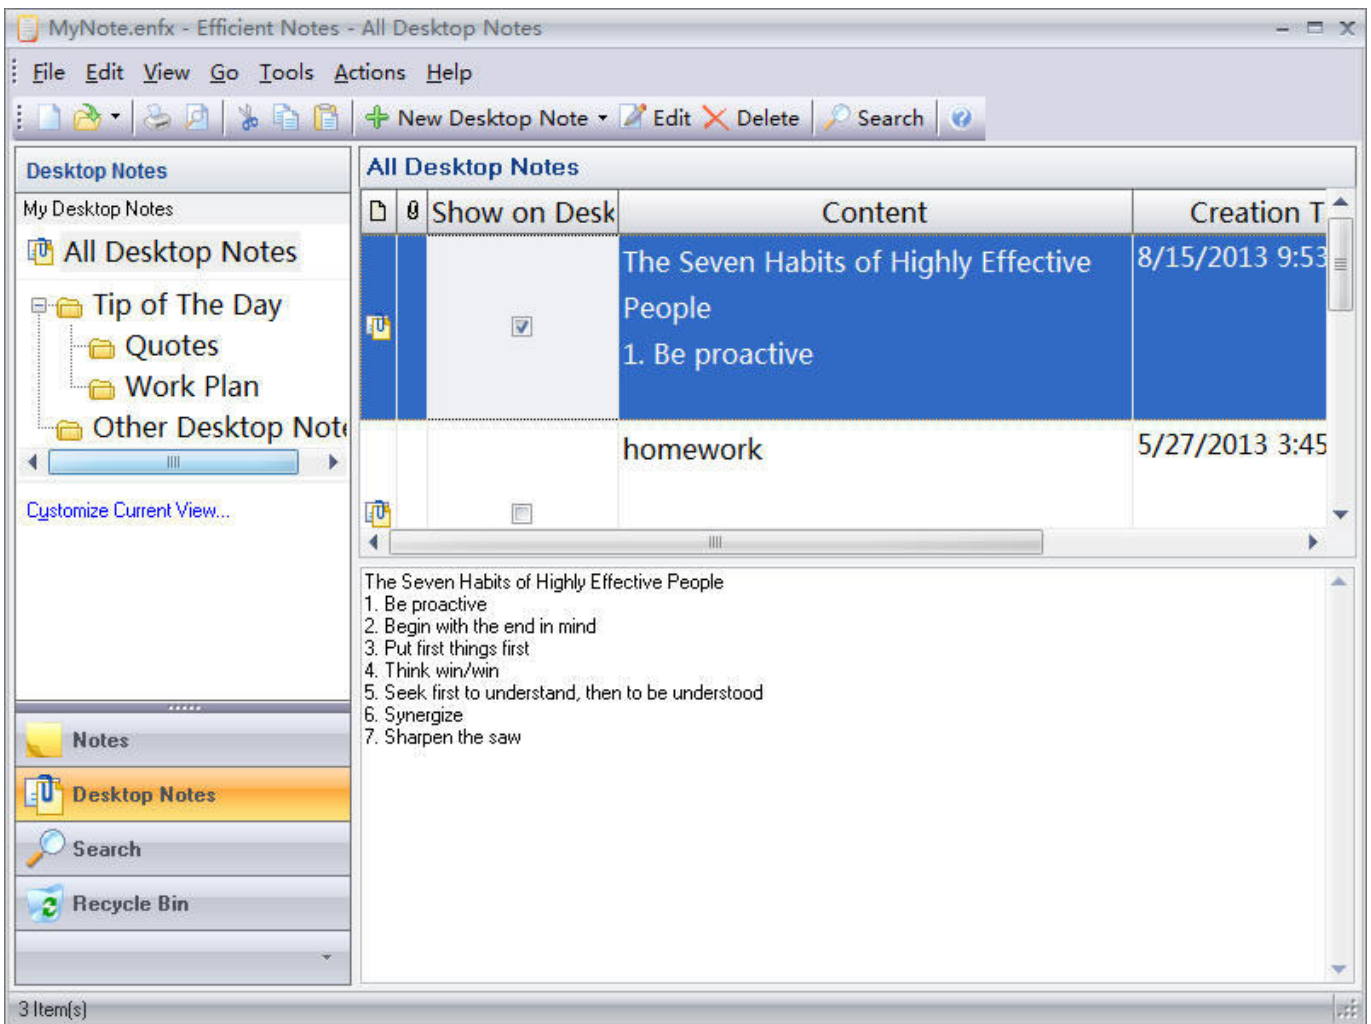 MyNote.enfx - Efficient Notes - All Desktop Notes
File Edit View Go Tools Actions Help
New Desktop Note Edit Delete Search
Desktop Notes
My Desktop Notes
All Desktop Notes
Tip of The Day
Quotes
Work Plan
Other Desktop Note
Customize Current View...
Notes
Desktop Notes
Search
Recycle Bin
All Desktop Notes
Show on Desk Content Creation T
The Seven Habits of Highly Effective 8/15/2013 9:53
People
1. Be proactive
homework 5/27/2013 3:45
The Seven Habits of Highly Effective People
1. Be proactive
2. Begin with the end in mind
3. Put first things first
4. Think win/win
5. Seek first to understand, then to be understood
6. Synergize
7. Sharpen the saw
3 Item(s)